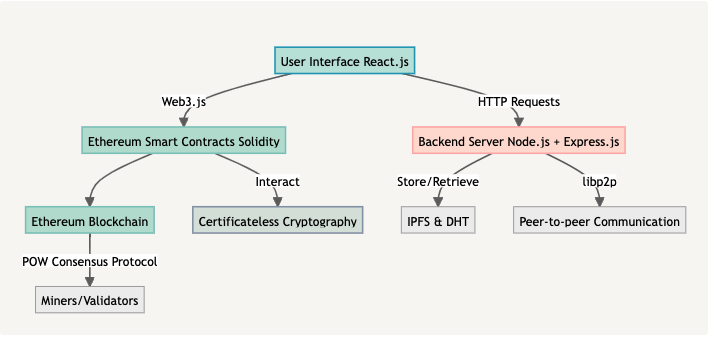 User Interface React.js
Web3.js
HTTP Requests
Ethereum Smart Contracts Solidity
Backend Server Node.js + Express.js
Interact
Store/Retrieve
libp2p
Ethereum Blockchain
Certificateless Cryptography
IPFS & DHT
Peer-to-peer Communication
POW Consensus Protocol
Miners/Validators